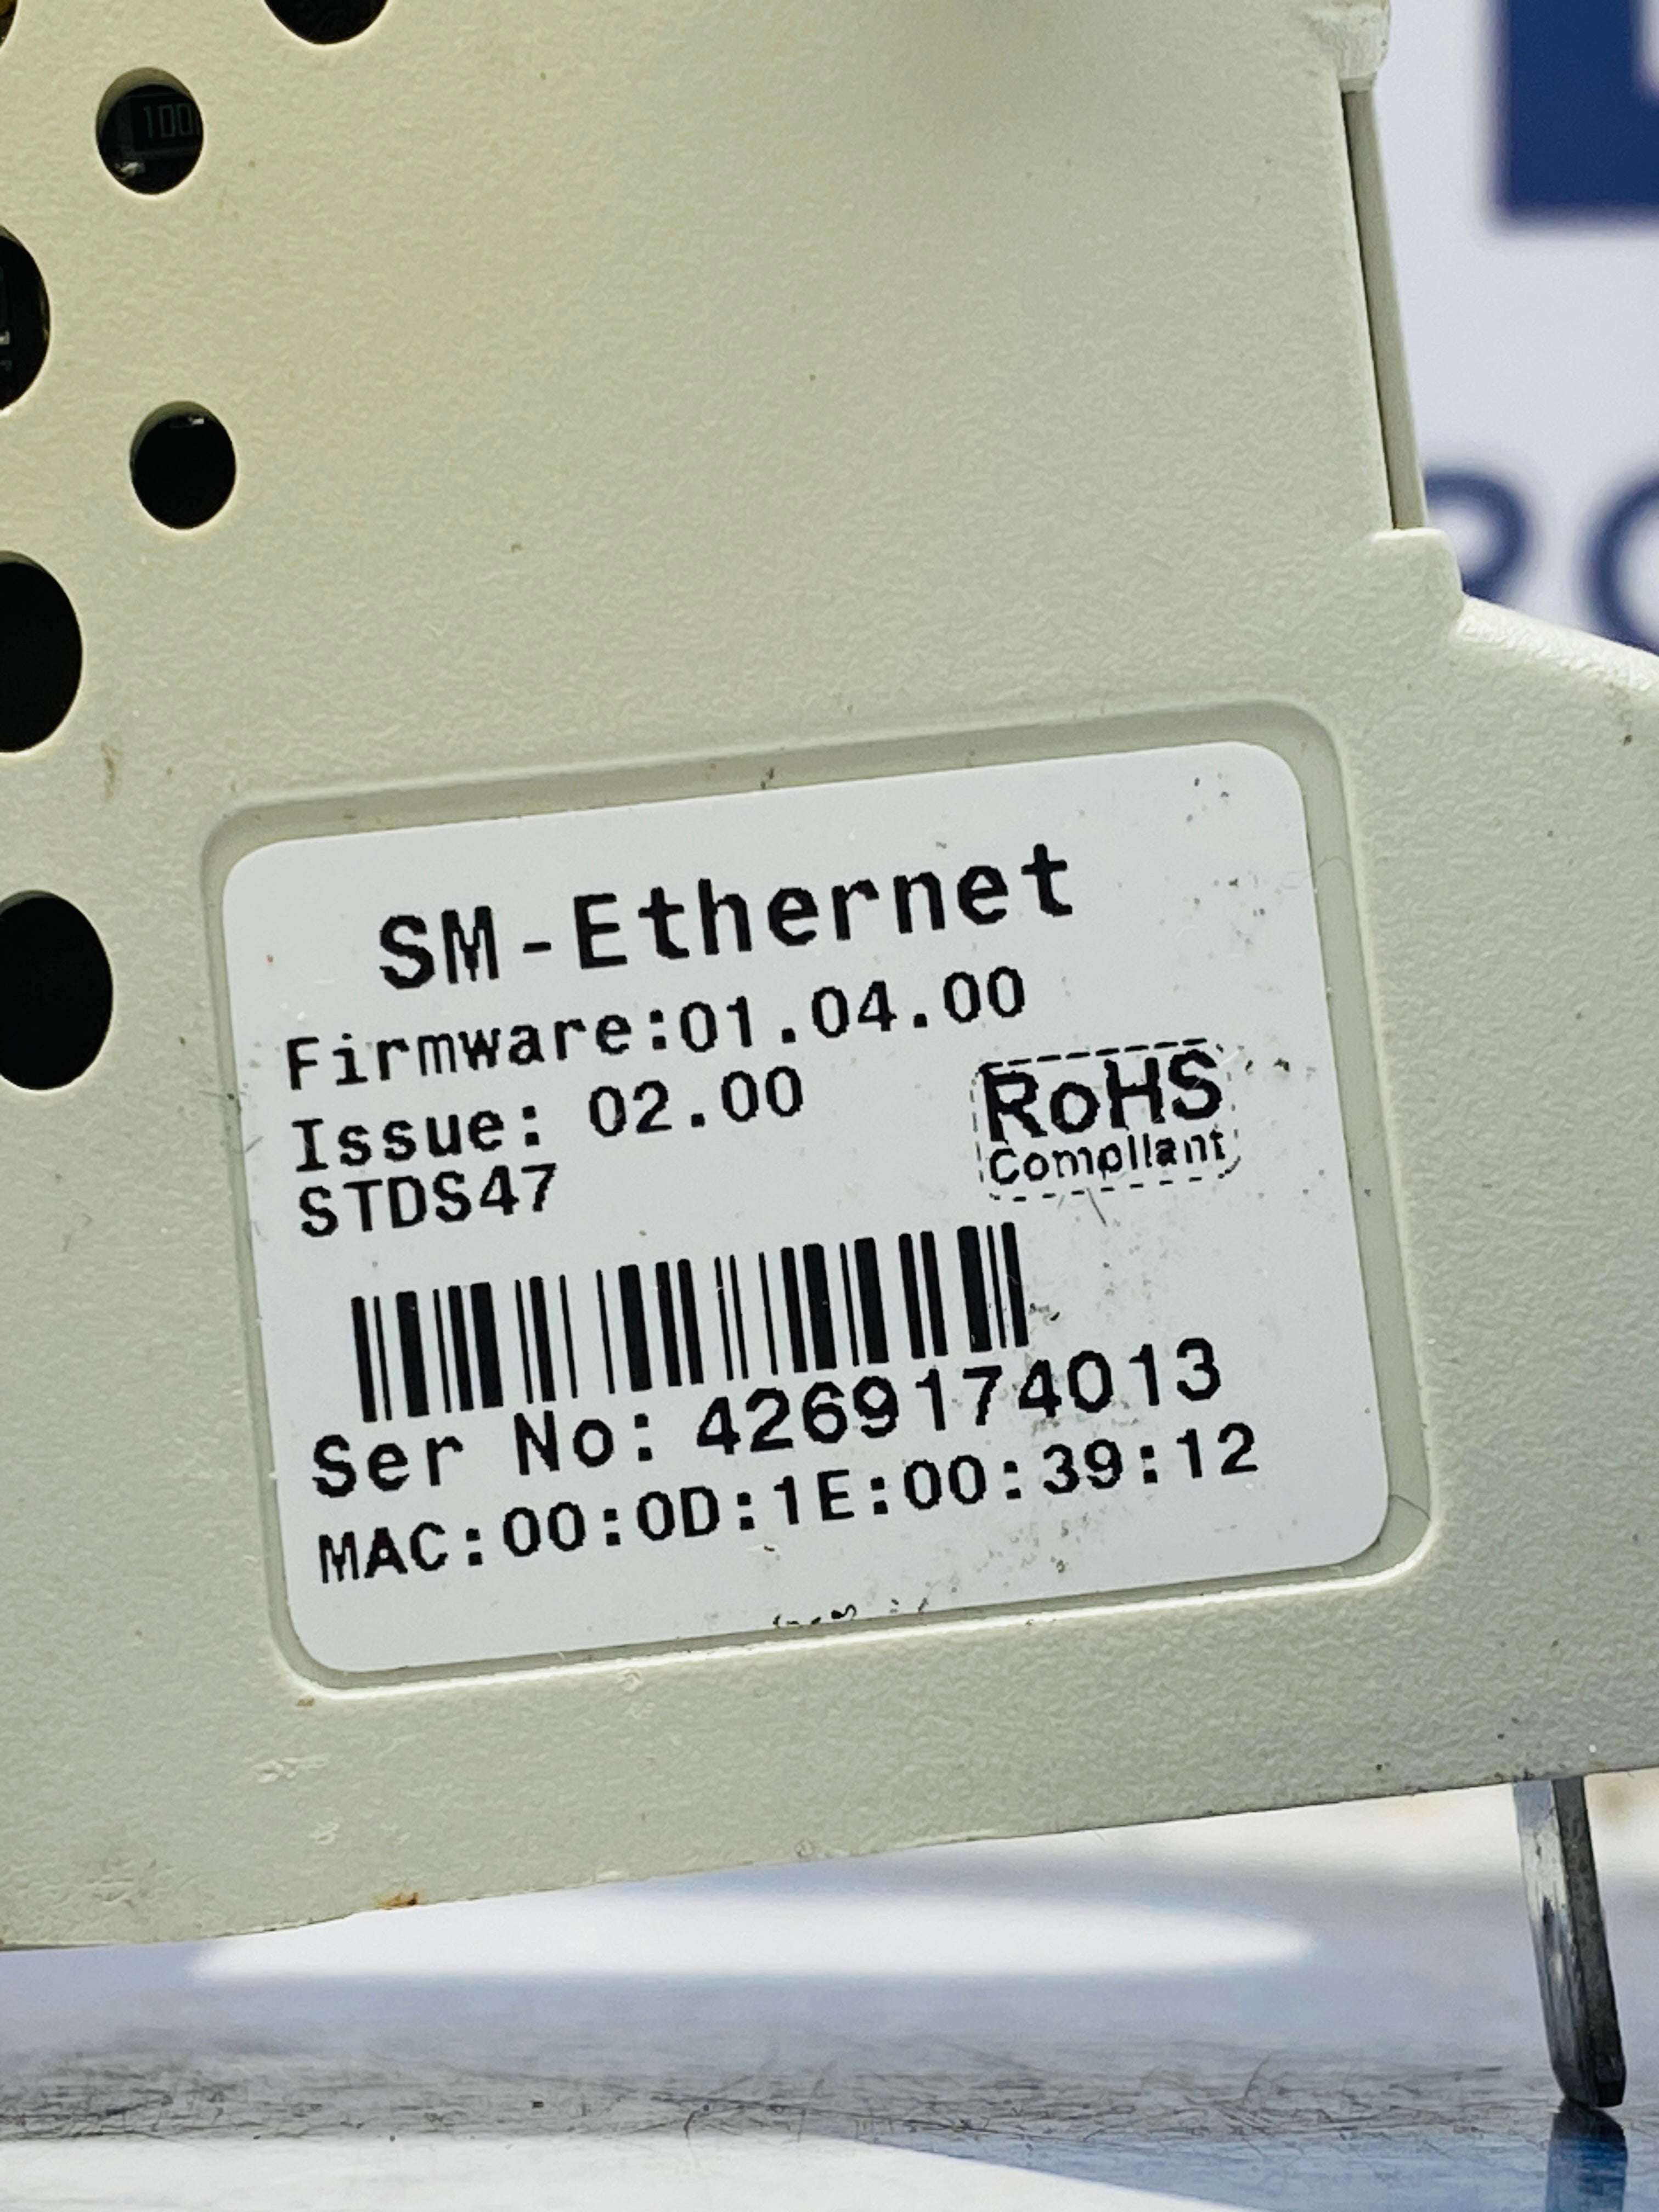 100
SM-Ethernet
Firmware:01.04.00
Issue: 02.00
STDS47
RoHS
Compliant
Ser No: 4269174013
MAC:00:0D:1E:00:39:12